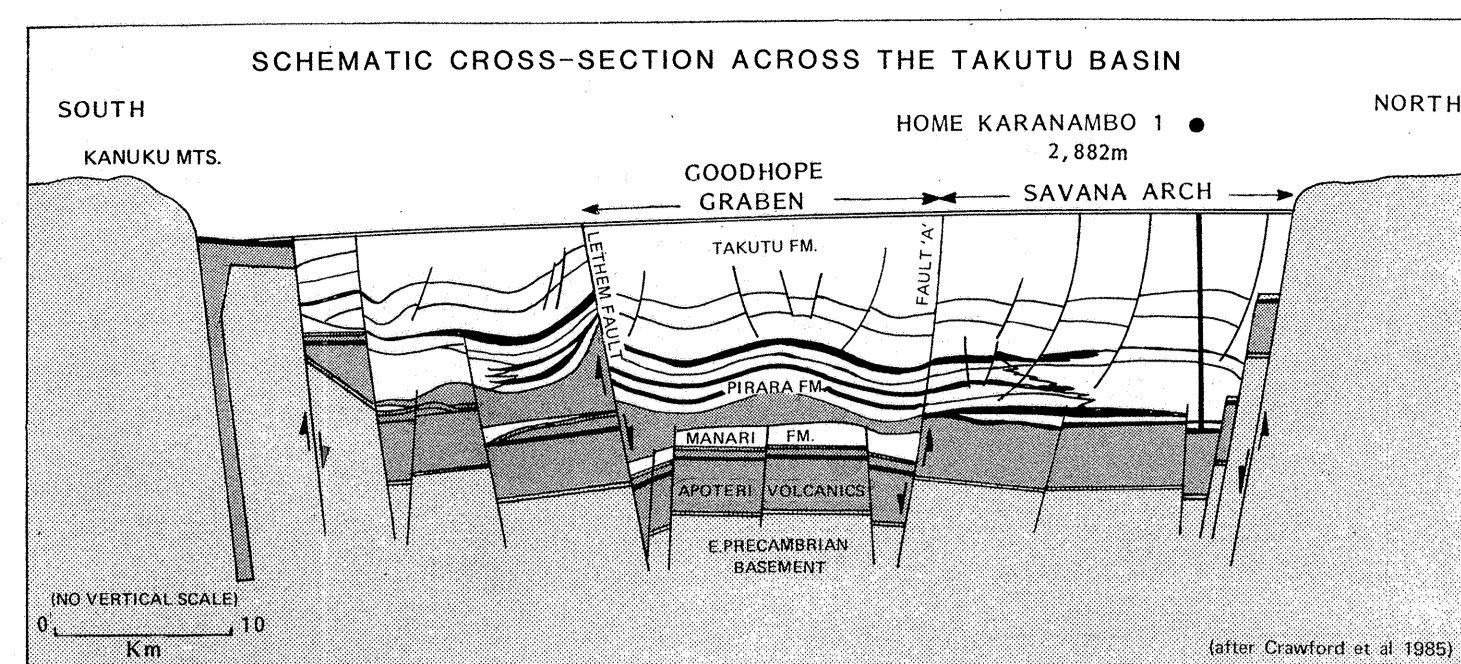 SCHEMATIC CROSS-SECTION ACROSS THE TAKUTU BASIN
SOUTH
NORTH
HOME KARANAMBO 1
2,882m
KANUKU MTS.
GOODHOPE
GRABEN
SAVANA ARCH
LETHEM FAULT
TAKUTU FM.
FAULT 'A'
PIRARA FM.
MANARI FM.
APOTERI VOLCANICS
E.PRECAMBRIAN
BASEMENT
(NO VERTICAL SCALE)
0 10
Km
(after Crawford et al 1985)